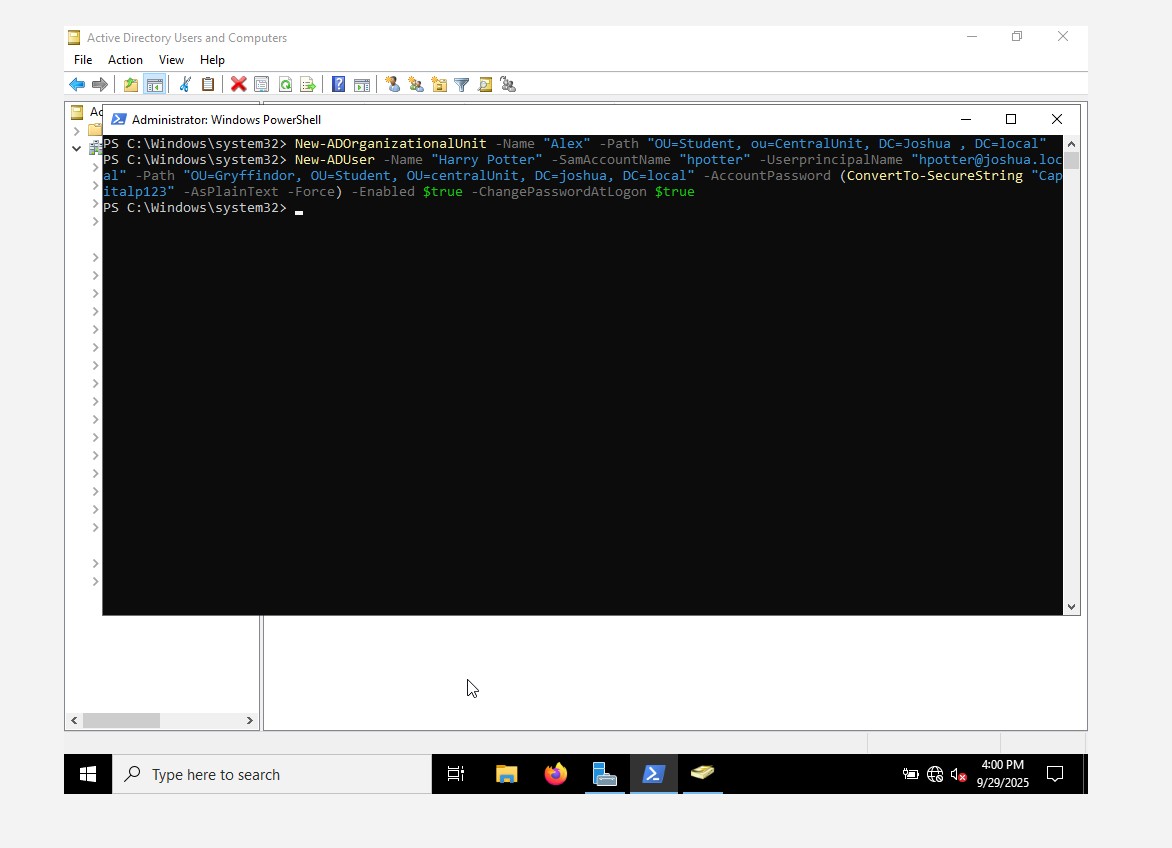 Active Directory Users and Computers
File Action View Help
Ac
Administrator: Windows PowerShell
PS C:\Windows\system32> New-ADOrganizationalUnit -Name "Alex" -Path "OU=Student, ou=CentralUnit, DC=Joshua , DC=local"
PS C:\Windows\system32> New-ADUser -Name "Harry Potter" -SamAccountName "hpotter" -UserprincipalName "hpotter@joshua.loc
al" -Path "OU=Gryffindor, OU=Student, OU=centralUnit, DC=joshua, DC=local" -AccountPassword (ConvertTo-SecureString "Cap
italp123" -AsPlainText -Force) -Enabled $true -ChangePasswordAtLogon $true
PS C:\Windows\system32>
Type here to search
4:00 PM
9/29/2025